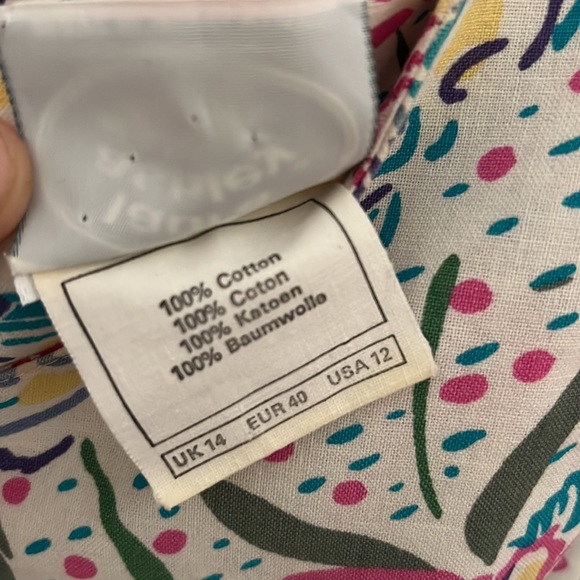 100% Cotton
100% Coton
100% Katoen
100% Baumwolle
UK 14 EUR 40 USA 12